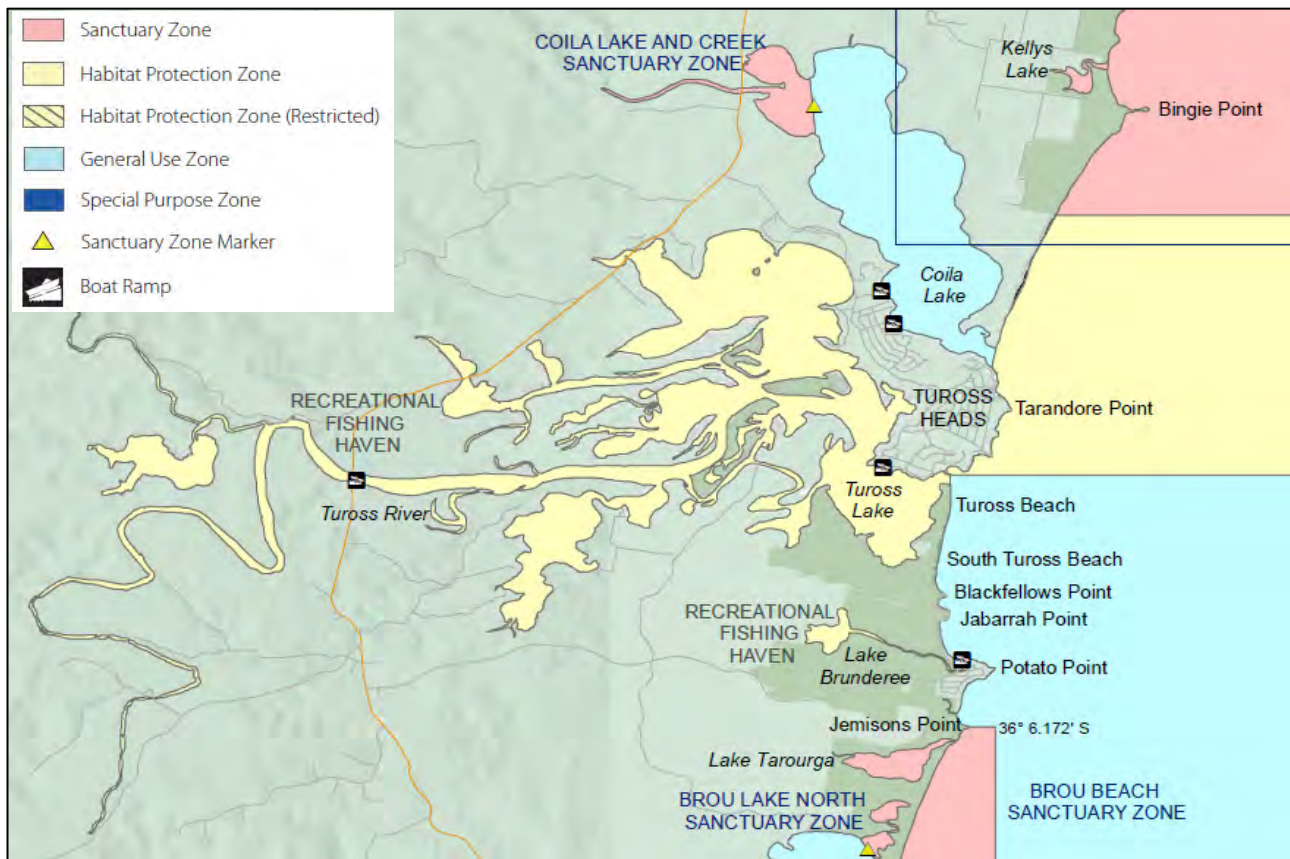 Sanctuary Zone
Habitat Protection Zone
Habitat Protection Zone (Restricted)
General Use Zone
Special Purpose Zone
Sanctuary Zone Marker
Boat Ramp
COILA LAKE AND CREEK
SANCTUARY ZONE
Kellys
Lake
Bingie Point
Coila
Lake
RECREATIONAL
FISHING
HAVEN
TUROSS
HEADS
Tarandore Point
Tuross River
Tuross
Lake
Tuross Beach
South Tuross Beach
Blackfellows Point
Jabarrah Point
RECREATIONAL
FISHING
HAVEN
Lake
Brunderee
Potato Point
Jemisons Point
36° 6.172' S
Lake Tarourga
BROU LAKE NORTH
SANCTUARY ZONE
BROU BEACH
SANCTUARY ZONE